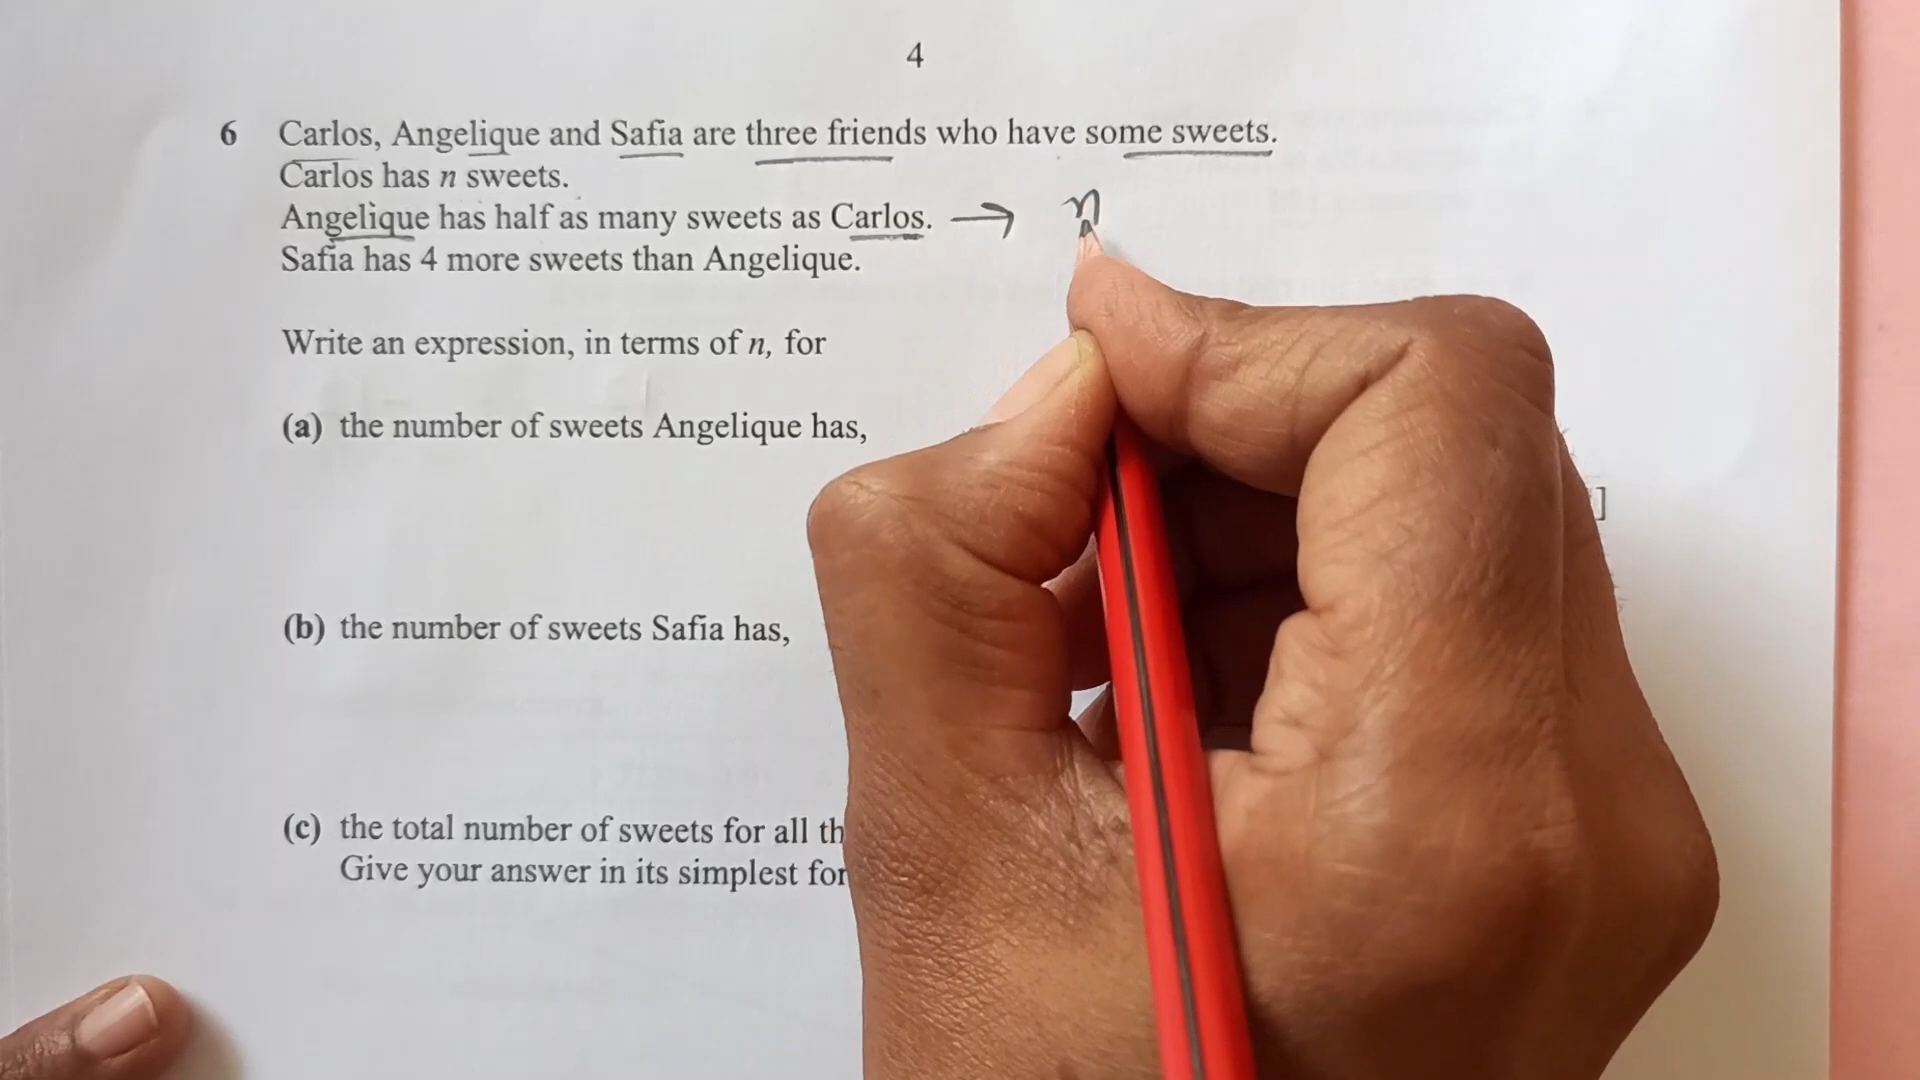 4
6 Carlos, Angelique and Safia are three friends who have some sweets.
Carlos has n sweets.
Angelique has half as many sweets as Carlos. → n
Safia has 4 more sweets than Angelique.
Write an expression, in terms of n, for
(a) the number of sweets Angelique has,
]
(b) the number of sweets Safia has,
(c) the total number of sweets for all
Give your answer in its simplest